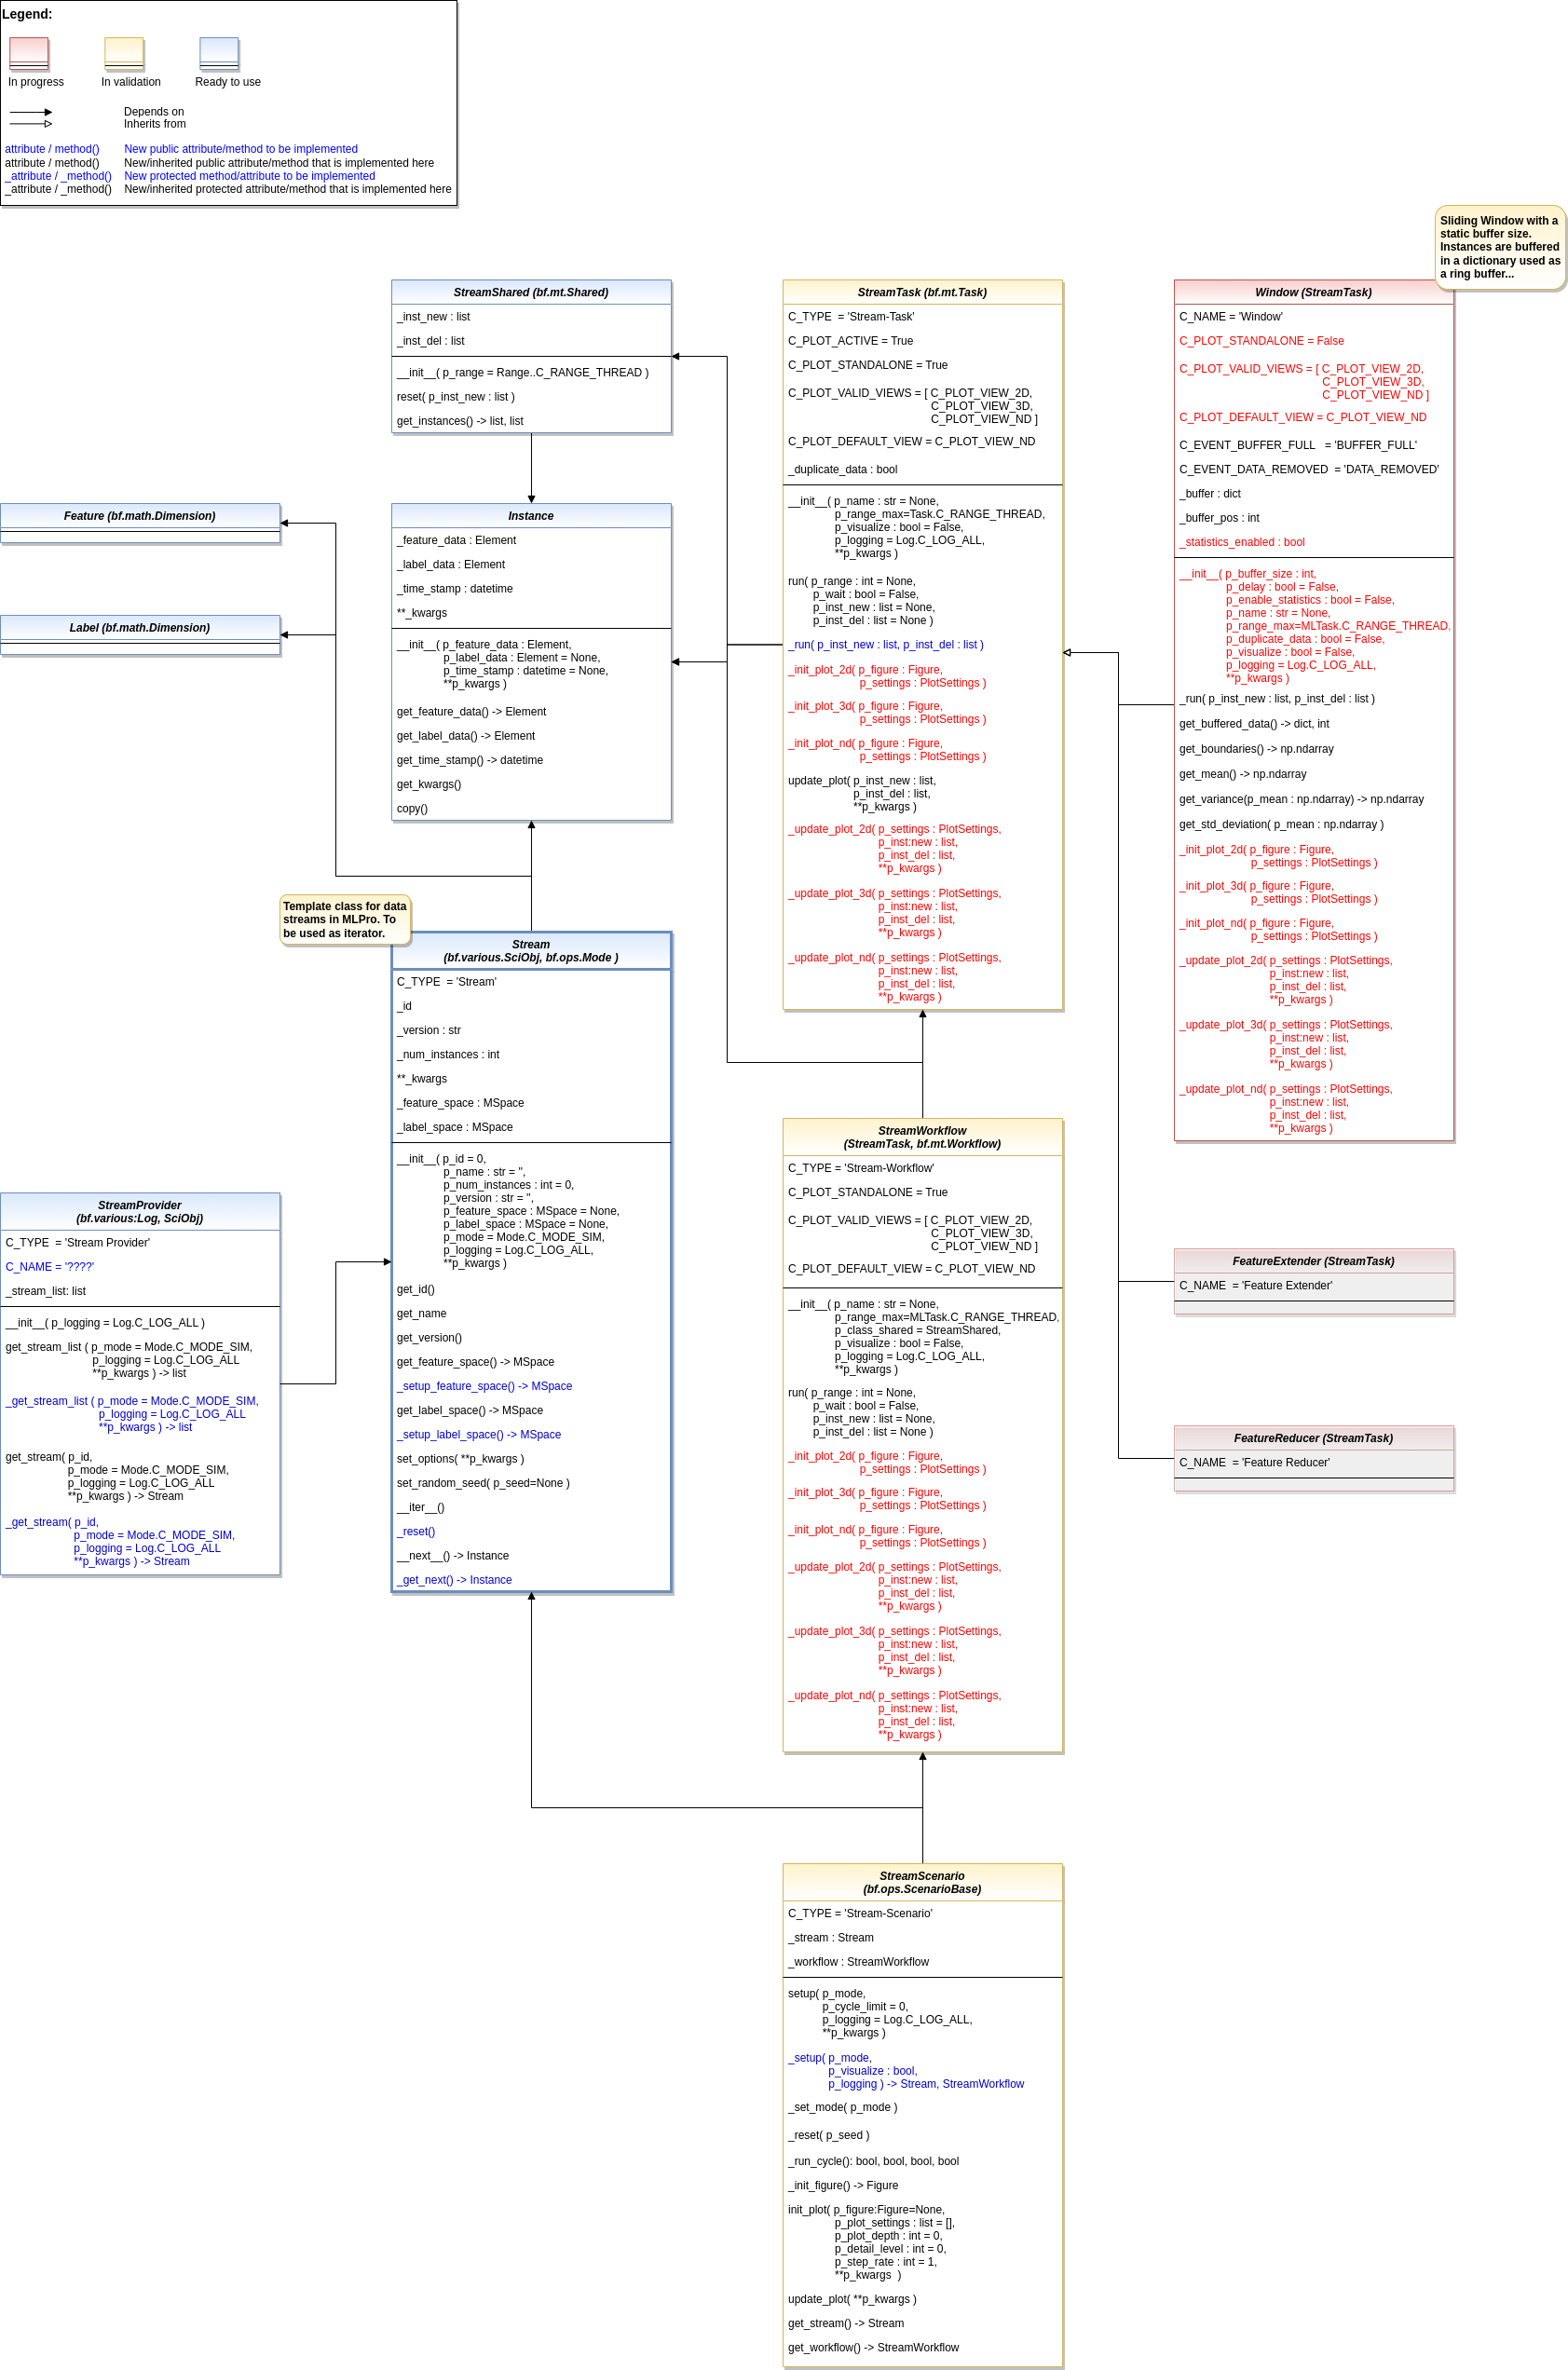 Legend:
In progress
In validation
Ready to use
Depends on
Inherits from
attribute / method() New public attribute/method to be implemented
attribute / method() New/inherited public attribute/method that is implemented here
_attribute / _method() New protected method/attribute to be implemented
_attribute / _method() New/inherited protected attribute/method that is implemented here
Sliding Window with a
static buffer size.
Instances are buffered
in a dictionary used as
a ring buffer...
StreamShared (bf.mt.Shared)
_inst_new : list
_inst_del : list
__init__( p_range = Range..C_RANGE_THREAD )
reset( p_inst_new : list )
get_instances() -> list, list
Feature (bf.math.Dimension)
Label (bf.math.Dimension)
Instance
_feature_data : Element
_label_data : Element
_time_stamp : datetime
**_kwargs
__init__( p_feature_data : Element,
p_label_data : Element = None,
p_time_stamp : datetime = None,
**p_kwargs )
get_feature_data() -> Element
get_label_data() -> Element
get_time_stamp() -> datetime
get_kwargs()
copy()
Template class for data
streams in MLPro. To
be used as iterator.
Stream
(bf.various.SciObj, bf.ops.Mode )
C_TYPE = 'Stream'
_id
_version : str
_num_instances : int
**_kwargs
_feature_space : MSpace
_label_space : MSpace
__init__( p_id = 0,
p_name : str = '',
p_num_instances : int = 0,
p_version : str = '',
p_feature_space : MSpace = None,
p_label_space : MSpace = None,
p_mode = Mode.C_MODE_SIM,
p_logging = Log.C_LOG_ALL,
**p_kwargs )
get_id()
get_name
get_version()
get_feature_space() -> MSpace
_setup_feature_space() -> MSpace
get_label_space() -> MSpace
_setup_label_space() -> MSpace
set_options( **p_kwargs )
set_random_seed( p_seed=None )
__iter__()
_reset()
__next__() -> Instance
_get_next() -> Instance
StreamProvider
(bf.various:Log, SciObj)
C_TYPE = 'Stream Provider'
C_NAME = '????'
_stream_list: list
__init__( p_logging = Log.C_LOG_ALL )
get_stream_list ( p_mode = Mode.C_MODE_SIM,
p_logging = Log.C_LOG_ALL
**p_kwargs ) -> list
_get_stream_list ( p_mode = Mode.C_MODE_SIM,
p_logging = Log.C_LOG_ALL
**p_kwargs ) -> list
get_stream( p_id,
p_mode = Mode.C_MODE_SIM,
p_logging = Log.C_LOG_ALL
**p_kwargs ) -> Stream
_get_stream( p_id,
p_mode = Mode.C_MODE_SIM,
p_logging = Log.C_LOG_ALL
**p_kwargs ) -> Stream
StreamTask (bf.mt.Task)
C_TYPE = 'Stream-Task'
C_PLOT_ACTIVE = True
C_PLOT_STANDALONE = True
C_PLOT_VALID_VIEWS = [ C_PLOT_VIEW_2D,
C_PLOT_VIEW_3D,
C_PLOT_VIEW_ND ]
C_PLOT_DEFAULT_VIEW = C_PLOT_VIEW_ND
_duplicate_data : bool
__init__( p_name : str = None,
p_range_max=Task.C_RANGE_THREAD,
p_visualize : bool = False,
p_logging = Log.C_LOG_ALL,
**p_kwargs )
run( p_range : int = None,
p_wait : bool = False,
p_inst_new : list = None,
p_inst_del : list = None )
_run( p_inst_new : list, p_inst_del : list )
_init_plot_2d( p_figure : Figure,
p_settings : PlotSettings )
_init_plot_3d( p_figure : Figure,
p_settings : PlotSettings )
_init_plot_nd( p_figure : Figure,
p_settings : PlotSettings )
update_plot( p_inst_new : list,
p_inst_del : list,
**p_kwargs )
_update_plot_2d( p_settings : PlotSettings,
p_inst:new : list,
p_inst_del : list,
**p_kwargs )
_update_plot_3d( p_settings : PlotSettings,
p_inst:new : list,
p_inst_del : list,
**p_kwargs )
_update_plot_nd( p_settings : PlotSettings,
p_inst:new : list,
p_inst_del : list,
**p_kwargs )
StreamWorkflow
(StreamTask, bf.mt.Workflow)
C_TYPE = 'Stream-Workflow'
C_PLOT_STANDALONE = True
C_PLOT_VALID_VIEWS = [ C_PLOT_VIEW_2D,
C_PLOT_VIEW_3D,
C_PLOT_VIEW_ND ]
C_PLOT_DEFAULT_VIEW = C_PLOT_VIEW_ND
__init__( p_name : str = None,
p_range_max=MLTask.C_RANGE_THREAD,
p_class_shared = StreamShared,
p_visualize : bool = False,
p_logging = Log.C_LOG_ALL,
**p_kwargs )
run( p_range : int = None,
p_wait : bool = False,
p_inst_new : list = None,
p_inst_del : list = None )
_init_plot_2d( p_figure : Figure,
p_settings : PlotSettings )
_init_plot_3d( p_figure : Figure,
p_settings : PlotSettings )
_init_plot_nd( p_figure : Figure,
p_settings : PlotSettings )
_update_plot_2d( p_settings : PlotSettings,
p_inst:new : list,
p_inst_del : list,
**p_kwargs )
_update_plot_3d( p_settings : PlotSettings,
p_inst:new : list,
p_inst_del : list,
**p_kwargs )
_update_plot_nd( p_settings : PlotSettings,
p_inst:new : list,
p_inst_del : list,
**p_kwargs )
StreamScenario
(bf.ops.ScenarioBase)
C_TYPE = 'Stream-Scenario'
_stream : Stream
_workflow : StreamWorkflow
setup( p_mode,
p_cycle_limit = 0,
p_logging = Log.C_LOG_ALL,
**p_kwargs )
_setup( p_mode,
p_visualize : bool,
p_logging ) -> Stream, StreamWorkflow
_set_mode( p_mode )
_reset( p_seed )
_run_cycle(): bool, bool, bool, bool
_init_figure() -> Figure
init_plot( p_figure:Figure=None,
p_plot_settings : list = [],
p_plot_depth : int = 0,
p_detail_level : int = 0,
p_step_rate : int = 1,
**p_kwargs )
update_plot( **p_kwargs )
get_stream() -> Stream
get_workflow() -> StreamWorkflow
Window (StreamTask)
C_NAME = 'Window'
C_PLOT_STANDALONE = False
C_PLOT_VALID_VIEWS = [ C_PLOT_VIEW_2D,
C_PLOT_VIEW_3D,
C_PLOT_VIEW_ND ]
C_PLOT_DEFAULT_VIEW = C_PLOT_VIEW_ND
C_EVENT_BUFFER_FULL = 'BUFFER_FULL'
C_EVENT_DATA_REMOVED = 'DATA_REMOVED'
_buffer : dict
_buffer_pos : int
_statistics_enabled : bool
__init__( p_buffer_size : int,
p_delay : bool = False,
p_enable_statistics : bool = False,
p_name : str = None,
p_range_max=MLTask.C_RANGE_THREAD,
p_duplicate_data : bool = False,
p_visualize : bool = False,
p_logging = Log.C_LOG_ALL,
**p_kwargs )
_run( p_inst_new : list, p_inst_del : list )
get_buffered_data() -> dict, int
get_boundaries() -> np.ndarray
get_mean() -> np.ndarray
get_variance(p_mean : np.ndarray) -> np.ndarray
get_std_deviation( p_mean : np.ndarray )
_init_plot_2d( p_figure : Figure,
p_settings : PlotSettings )
_init_plot_3d( p_figure : Figure,
p_settings : PlotSettings )
_init_plot_nd( p_figure : Figure,
p_settings : PlotSettings )
_update_plot_2d( p_settings : PlotSettings,
p_inst:new : list,
p_inst_del : list,
**p_kwargs )
_update_plot_3d( p_settings : PlotSettings,
p_inst:new : list,
p_inst_del : list,
**p_kwargs )
_update_plot_nd( p_settings : PlotSettings,
p_inst:new : list,
p_inst_del : list,
**p_kwargs )
FeatureExtender (StreamTask)
C_NAME = 'Feature Extender'
FeatureReducer (StreamTask)
C_NAME = 'Feature Reducer'